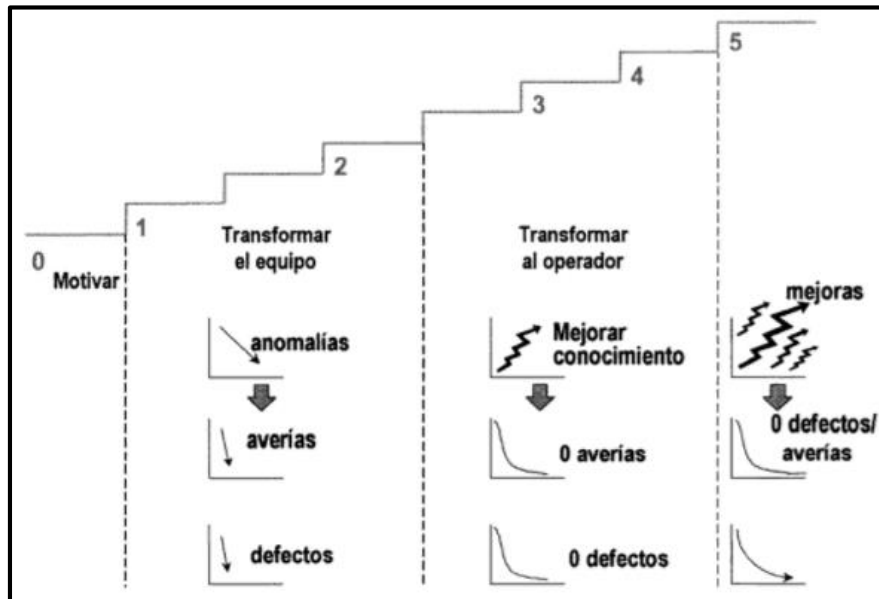 5
4
3
2
1
0
Motivar
Transformar
el equipo
Transformar
al operador
anomalías
Mejorar
conocimiento
mejoras
averías
0 averías
0 defectos/
averías
defectos
0 defectos